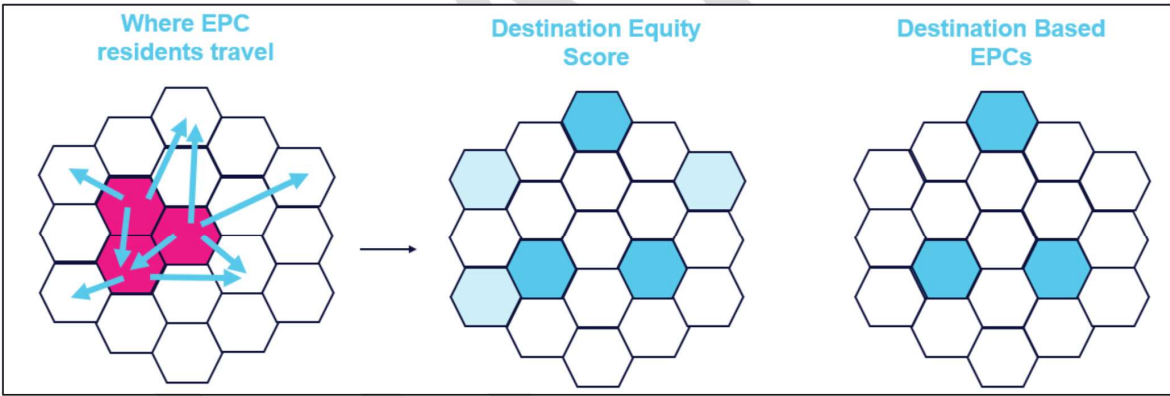 Where EPC
residents travel
Destination Equity
Score
Destination Based
EPCs